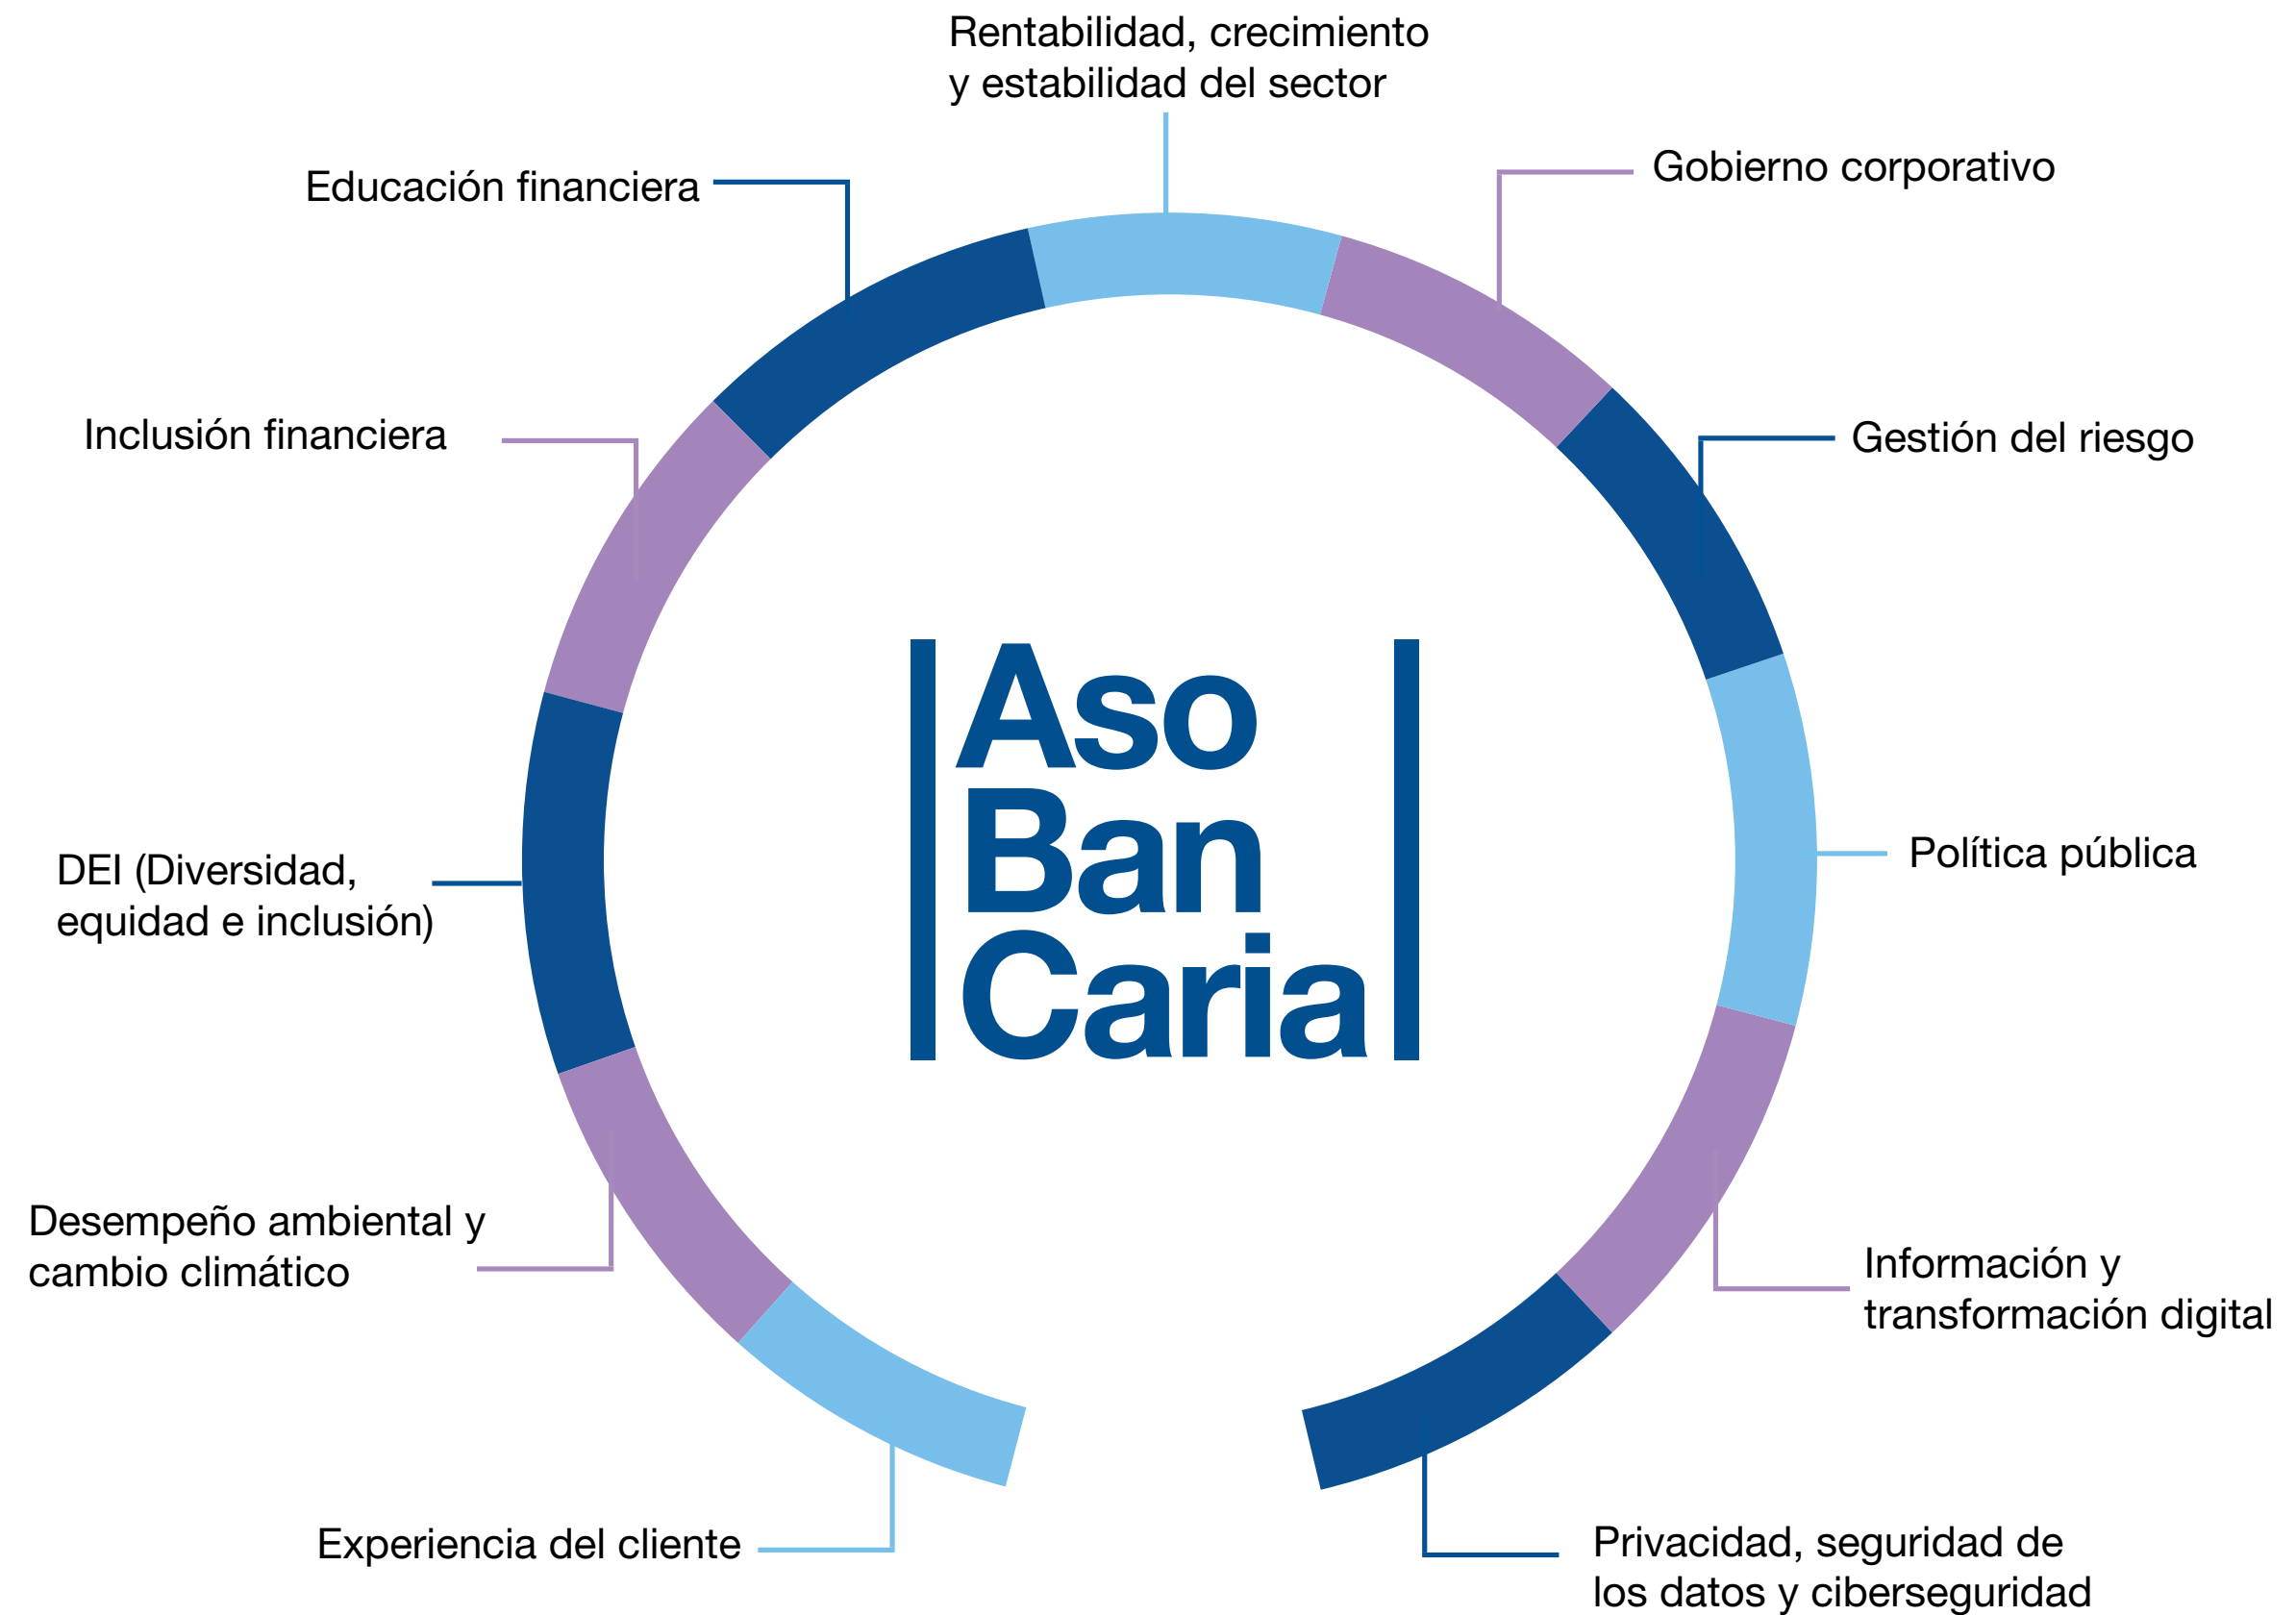 Rentabilidad, crecimiento
y estabilidad del sector
Gobierno corporativo
Educación financiera
Inclusión financiera
Gestión del riesgo
Aso
Ban
Caria
DEI (Diversidad,
equidad e inclusión)
Política pública
Desempeño ambiental y
cambio climático
Información y
transformación digital
Experiencia del cliente
Privacidad, seguridad de
los datos y ciberseguridad